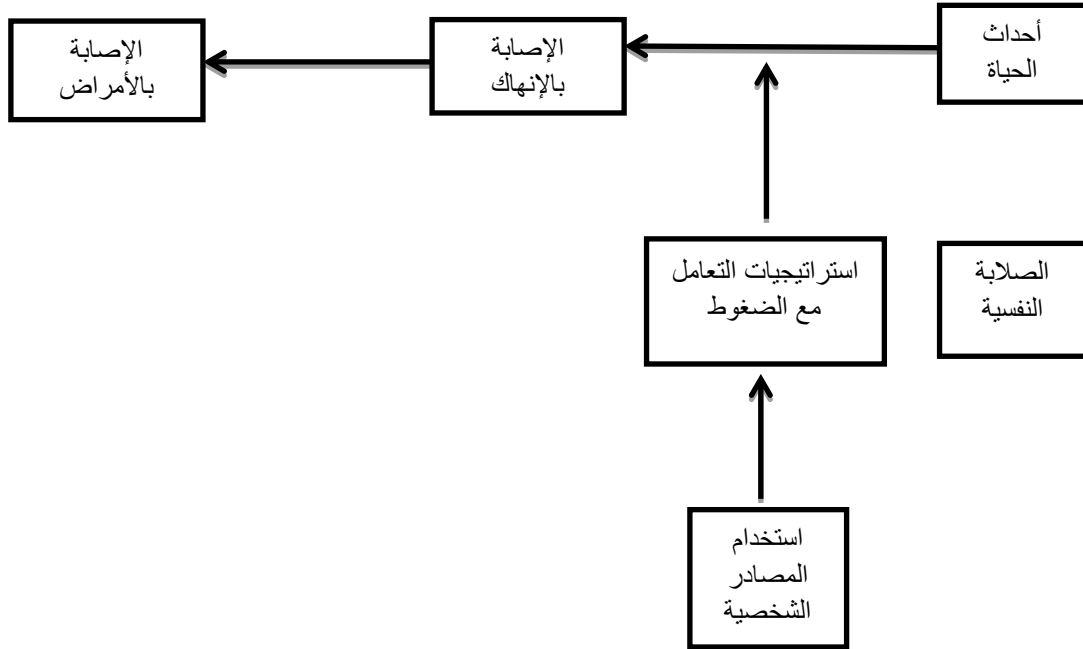 أحداث
الحياة
الإصابة
بالإنهاك
الإصابة
بالأمراض
الصلابة
النفسية
استراتيجيات التعامل
مع الضغوط
استخدام
المصادر
الشخصية